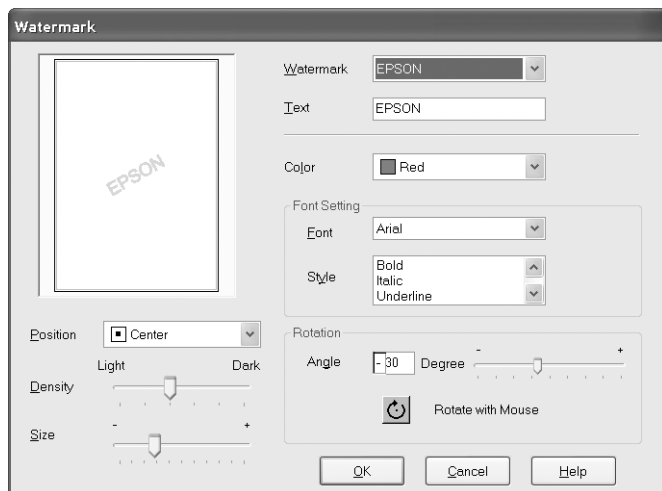 Watermark
EPSON
Watermark EPSON
Text EPSON
Color Red
Font Setting
Font Arial
Style Bold
Italic
Underline
Position Center
Light Dark
Density
Size - +
Rotation
Angle -30 Degree - +
Rotate with Mouse
OK Cancel Help